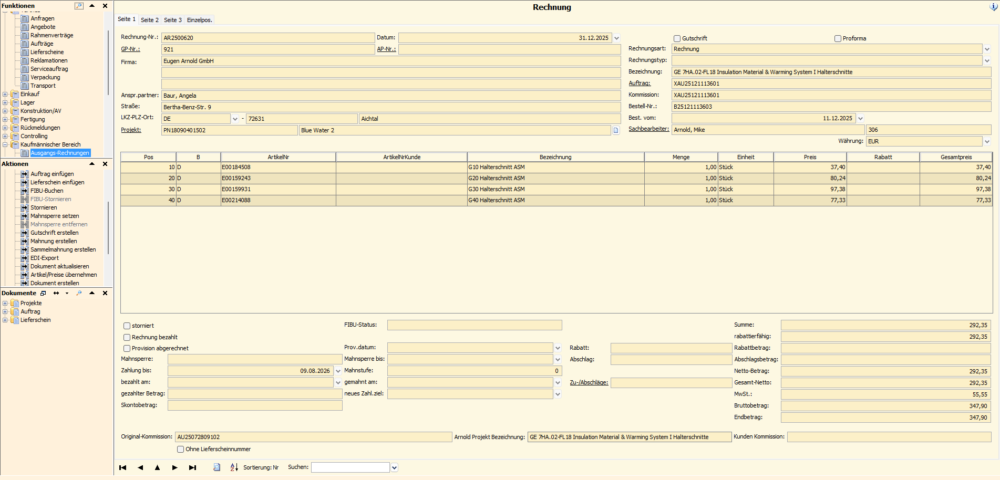 Funktionen
Anfragen
Angebote
Rahmenverträge
Aufträge
Lieferscheine
Reklamationen
Serviceauftrag
Verpackung
Transport
Einkauf
Lager
Konstruktion/AV
Fertigung
Rückmeldungen
Controlling
Kaufmännischer Bereich
Ausgangs-Rechnungen
Aktionen
Auftrag einfügen
Lieferschein einfügen
FIBU-Buchen
FIBU-Stornieren
Stornieren
Mahnsperre setzen
Mahnsperre entfernen
Gutschrift erstellen
Mahnung erstellen
Sammelmahnung erstellen
EDI-Export
Dokument aktualisieren
Artikel/Preise übernehmen
Dokument erstellen
Dokumente
Projekte
Auftrag
Lieferschein
Rechnung
Seite 1 Seite 2 Seite 3 Einzelpos.
Rechnung-Nr.: AR2500620 Datum: 31.12.2025
GP-Nr.: 921 AP-Nr.:
Firma: Eugen Arnold GmbH
Anspr.partner: Baur, Angela
Straße: Bertha-Benz-Str. 9
LKZ-PLZ-Ort: DE - 72631 Aichtal
Projekt: PN18090401502 Blue Water 2
Gutschrift Proforma
Rechnungsart: Rechnung
Rechnungstyp:
Bezeichnung: GE 7HA.02-FL18 Insulation Material & Warming System I Halterschnitte
Auftrag: XAU25121113601
Kommission: XAU25121113601
Bestell-Nr.: B25121113603
Best. vom: 11.12.2025
Sachbearbeiter: Arnold, Mike 306
Währung: EUR
Pos B ArtikelNr ArtikelNrKunde Bezeichnung Menge Einheit Preis Rabatt Gesamtpreis
10 D E00184508 G10 Halterschnitt ASM 1,00 Stück 37,40 37,40
20 D E00159243 G20 Halterschnitt ASM 1,00 Stück 80,24 80,24
30 D E00159931 G30 Halterschnitt ASM 1,00 Stück 97,38 97,38
40 D E00214088 G40 Halterschnitt ASM 1,00 Stück 77,33 77,33
storniert FIBU-Status: Summe: 292,35
Rechnung bezahlt rabattierfähig: 292,35
Provision abgerechnet Prov.datum: Rabatt: Rabattbetrag:
Mahnsperre: Mahnsperre bis: Abschlag: Abschlagsbetrag:
Zahlung bis: 09.08.2026 Mahnstufe: 0 Netto-Betrag: 292,35
bezahlt am: gemahnt am: Zu-/Abschläge: Gesamt-Netto: 292,35
gezahlter Betrag: neues Zahl.ziel: MwSt.: 55,55
Skontobetrag: Bruttobetrag: 347,90
Endbetrag: 347,90
Original-Kommission: AU25072809102 Arnold Projekt Bezeichnung: GE 7HA.02-FL18 Insulation Material & Warming System I Halterschnitte Kunden Kommission:
Ohne Lieferscheinnummer
Sortierung: Nr Suchen: